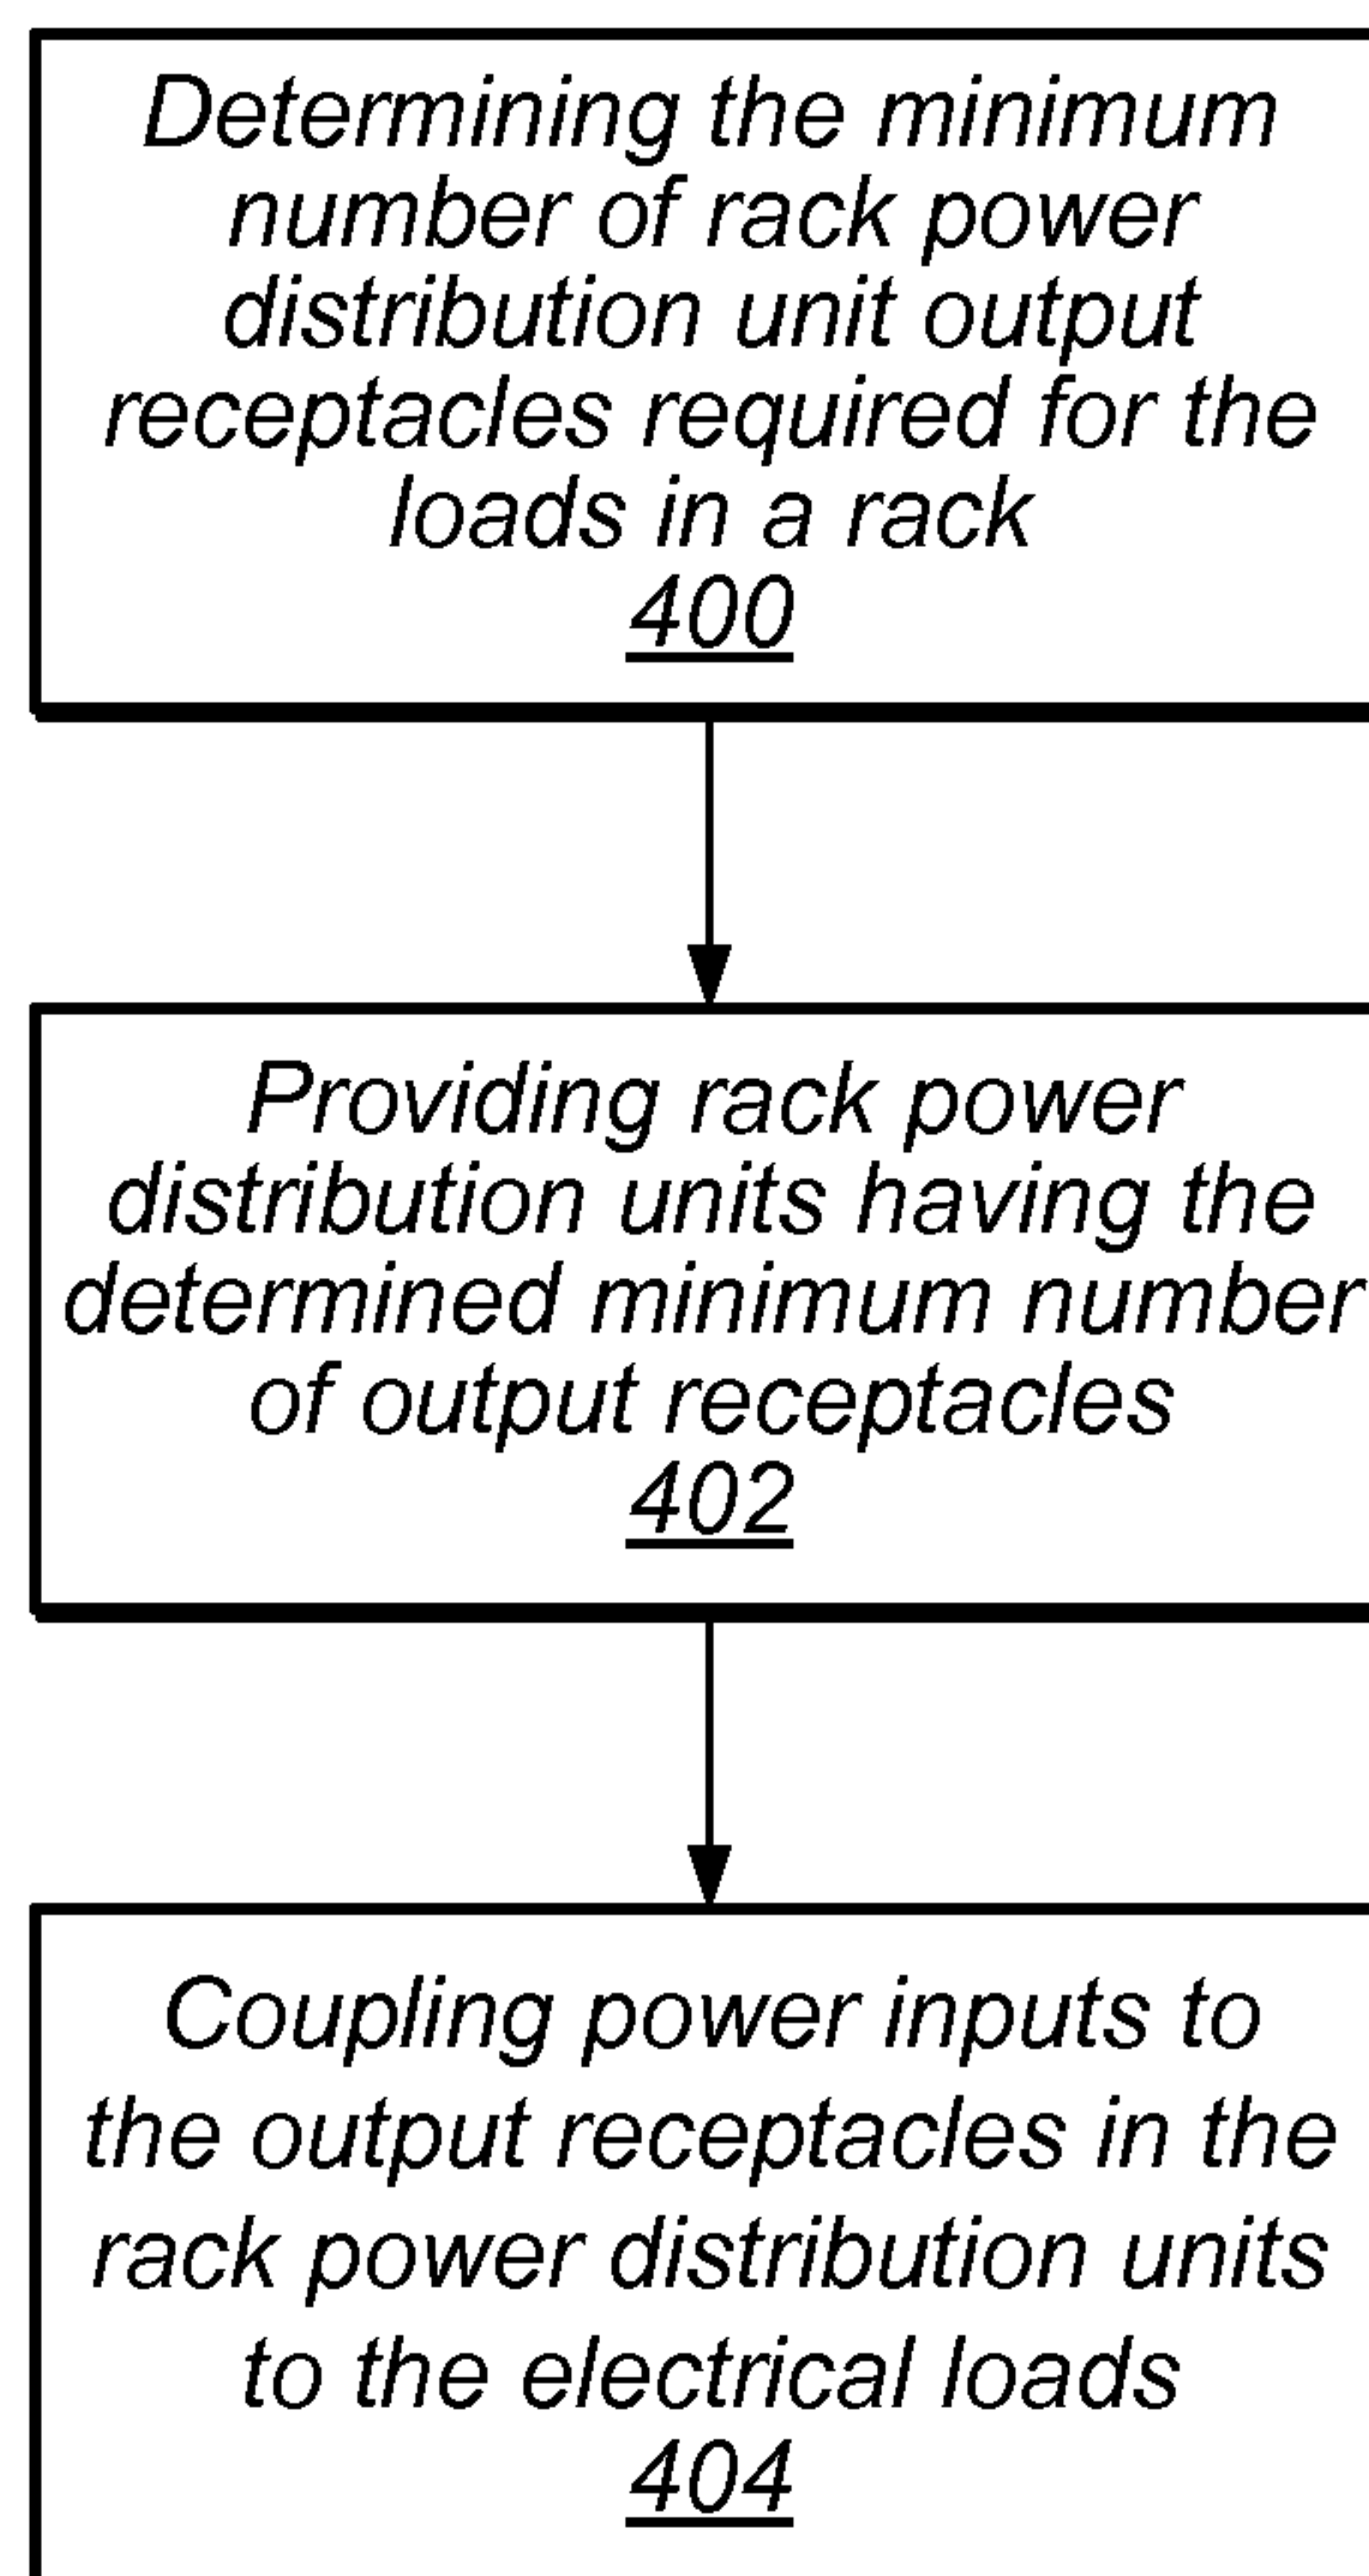 Determining the minimum
number of rack power
distribution unit output
receptacles required for the
loads in a rack
400
Providing rack power
distribution units having the
determined minimum number
of output receptacles
402
Coupling power inputs to
the output receptacles in the
rack power distribution units
to the electrical loads
404